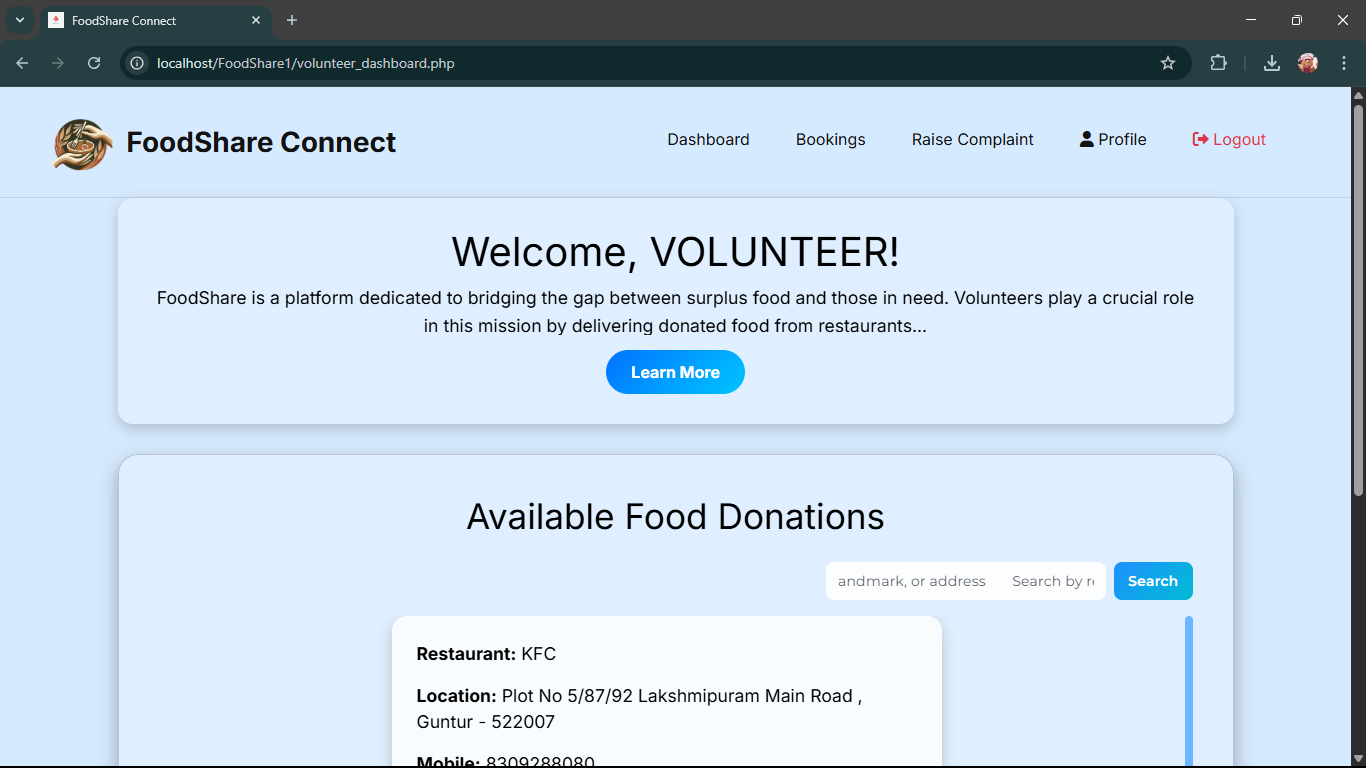 FoodShare Connect
localhost/FoodShare1/volunteer_dashboard.php
FoodShare Connect
Dashboard
Bookings
Raise Complaint
Profile
Logout
Welcome, VOLUNTEER!
FoodShare is a platform dedicated to bridging the gap between surplus food and those in need. Volunteers play a crucial role
in this mission by delivering donated food from restaurants...
Learn More
Available Food Donations
andmark, or address Search by re
Search
Restaurant: KFC
Location: Plot No 5/87/92 Lakshmipuram Main Road ,
Guntur - 522007
Mobile: 8309288080